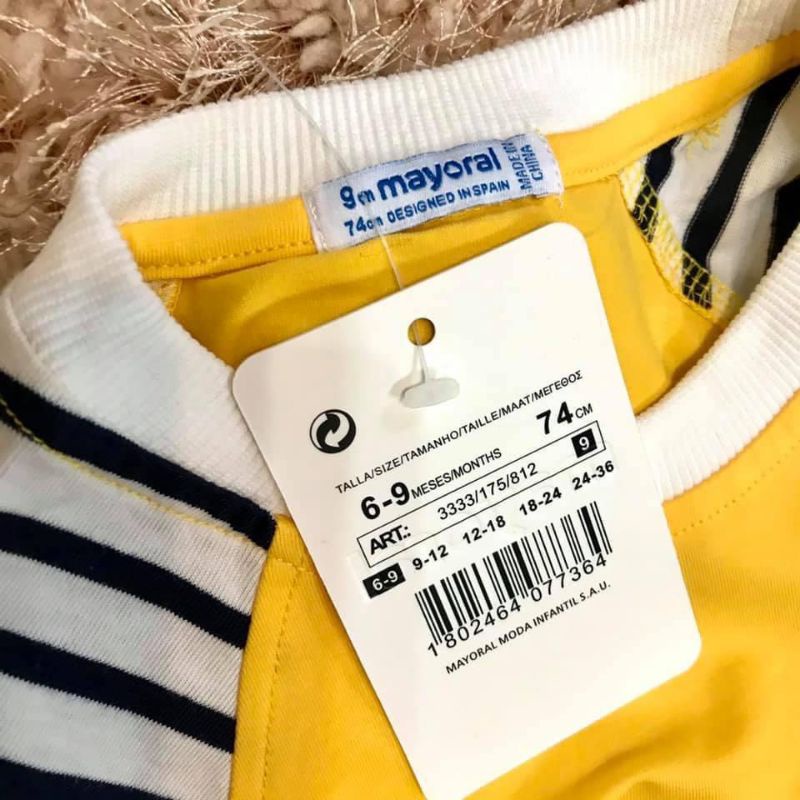 9m mayoral
74cm DESIGNED IN SPAIN
MADE IN
CHINA
TALLA/SIZE/TAMANHO/TAILLE/MAAT/ΜΕΓΕΘΟΣ
6-9 MESES/MONTHS 74 CM
ART.: 3333/175/812 9
6-9 9-12 12-18 18-24 24-36
1 802464 077364
MAYORAL MODA INFANTIL S.A.U.